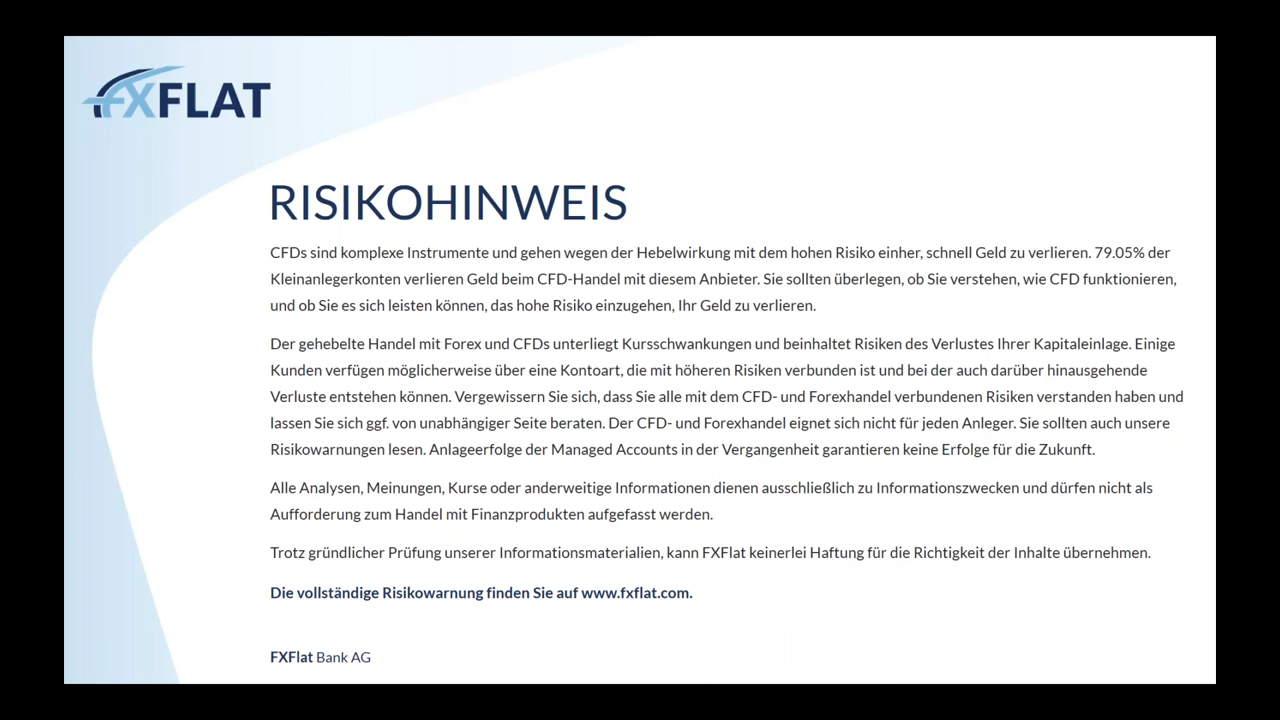 FXFLAT
RISIKOHINWEIS
CFDs sind komplexe Instrumente und gehen wegen der Hebelwirkung mit dem hohen Risiko einher, schnell Geld zu verlieren. 79.05% der
Kleinanlegerkonten verlieren Geld beim CFD-Handel mit diesem Anbieter. Sie sollten überlegen, ob Sie verstehen, wie CFD funktionieren,
und ob Sie es sich leisten können, das hohe Risiko einzugehen, Ihr Geld zu verlieren.
Der gehebelte Handel mit Forex und CFDs unterliegt Kursschwankungen und beinhaltet Risiken des Verlustes Ihrer Kapitaleinlage. Einige
Kunden verfügen möglicherweise über eine Kontoart, die mit höheren Risiken verbunden ist und bei der auch darüber hinausgehende
Verluste entstehen können. Vergewissern Sie sich, dass Sie alle mit dem CFD- und Forexhandel verbundenen Risiken verstanden haben und
lassen Sie sich ggf. von unabhängiger Seite beraten. Der CFD- und Forexhandel eignet sich nicht für jeden Anleger. Sie sollten auch unsere
Risikowarnungen lesen. Anlageerfolge der Managed Accounts in der Vergangenheit garantieren keine Erfolge für die Zukunft.
Alle Analysen, Meinungen, Kurse oder anderweitige Informationen dienen ausschließlich zu Informationszwecken und dürfen nicht als
Aufforderung zum Handel mit Finanzprodukten aufgefasst werden.
Trotz gründlicher Prüfung unserer Informationsmaterialien, kann FXFlat keinerlei Haftung für die Richtigkeit der Inhalte übernehmen.
Die vollständige Risikowarnung finden Sie auf www.fxflat.com.
FXFlat Bank AG